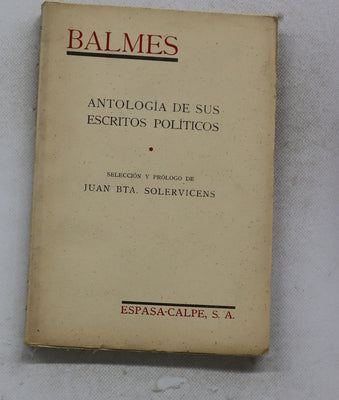 BALMES
ANTOLOGÍA DE SUS
ESCRITOS POLÍTICOS
SELECCIÓN Y PRÓLOGO DE
JUAN BTA. SOLERVICENS
ESPASA-CALPE, S. A.